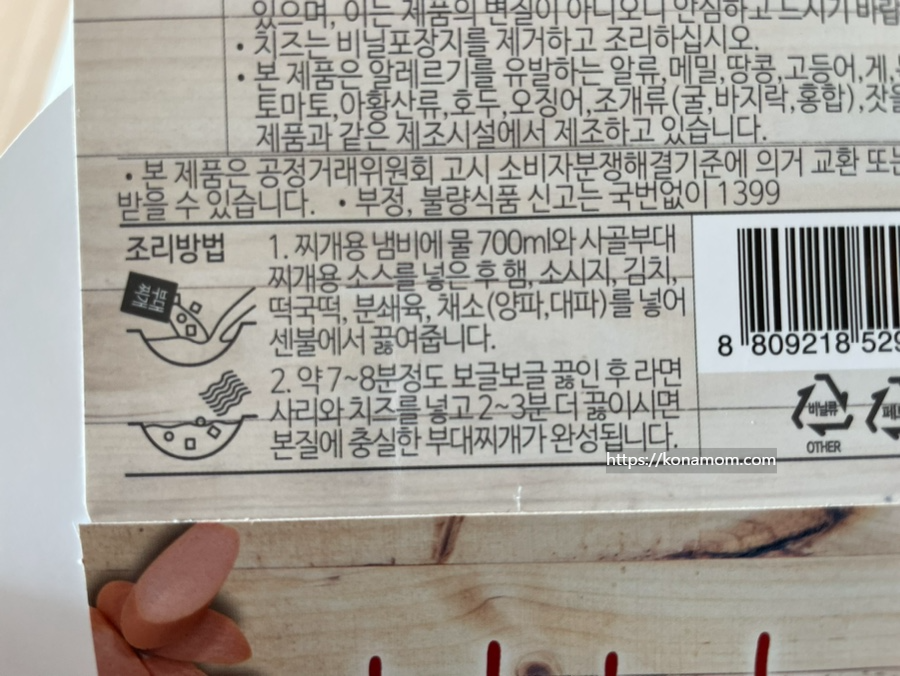 있으며, 이는 제품의 변질이 아니오니 안심하고 드시기 바랍
• 치즈는 비닐포장지를 제거하고 조리하십시오.
• 본 제품은 알레르기를 유발하는 알류,메밀,땅콩,고등어,게,
토마토,아황산류,호두,오징어,조개류(굴,바지락,홍합),잣을
제품과 같은 제조시설에서 제조하고 있습니다.
• 본 제품은 공정거래위원회 고시 소비자분쟁해결기준에 의거 교환 또는
받을 수 있습니다. • 부정, 불량식품 신고는 국번없이 1399
조리방법
1. 찌개용 냄비에 물 700ml와 사골부대
찌개용 소스를 넣은 후 햄, 소시지, 김치,
떡국떡, 분쇄육, 채소(양파,대파)를 넣어
센불에서 끓여줍니다.
부대
찌개
2. 약 7~8분정도 보글보글 끓인 후 라면
사리와 치즈를 넣고 2~3분 더 끓이시면
본질에 충실한 부대찌개가 완성됩니다.
8 809218 529
비닐류
OTHER
페트
https://konamom.com